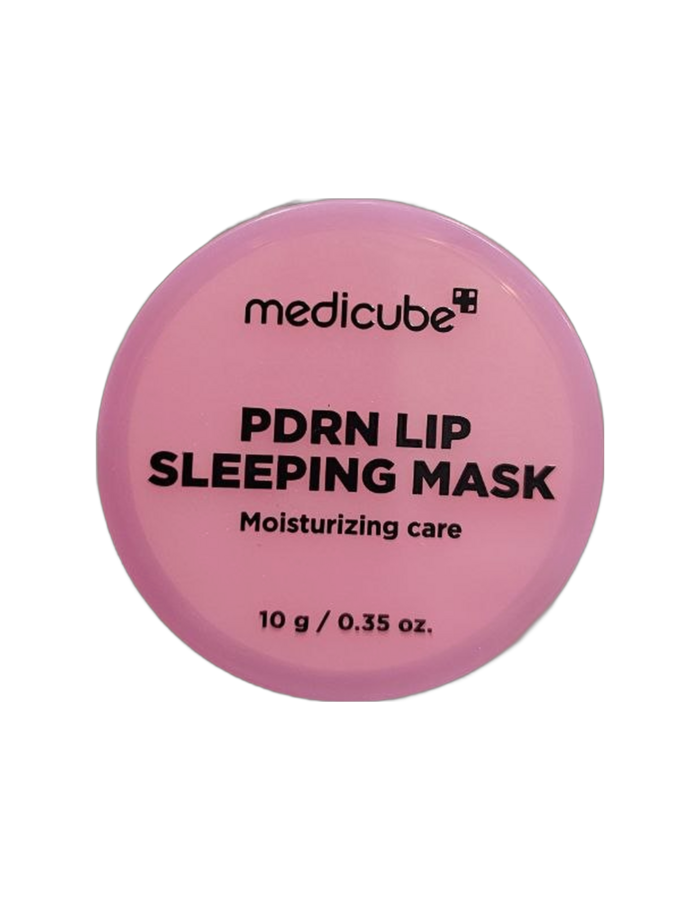 medicube
PDRN LIP
SLEEPING MASK
Moisturizing care
10 g / 0.35 oz.